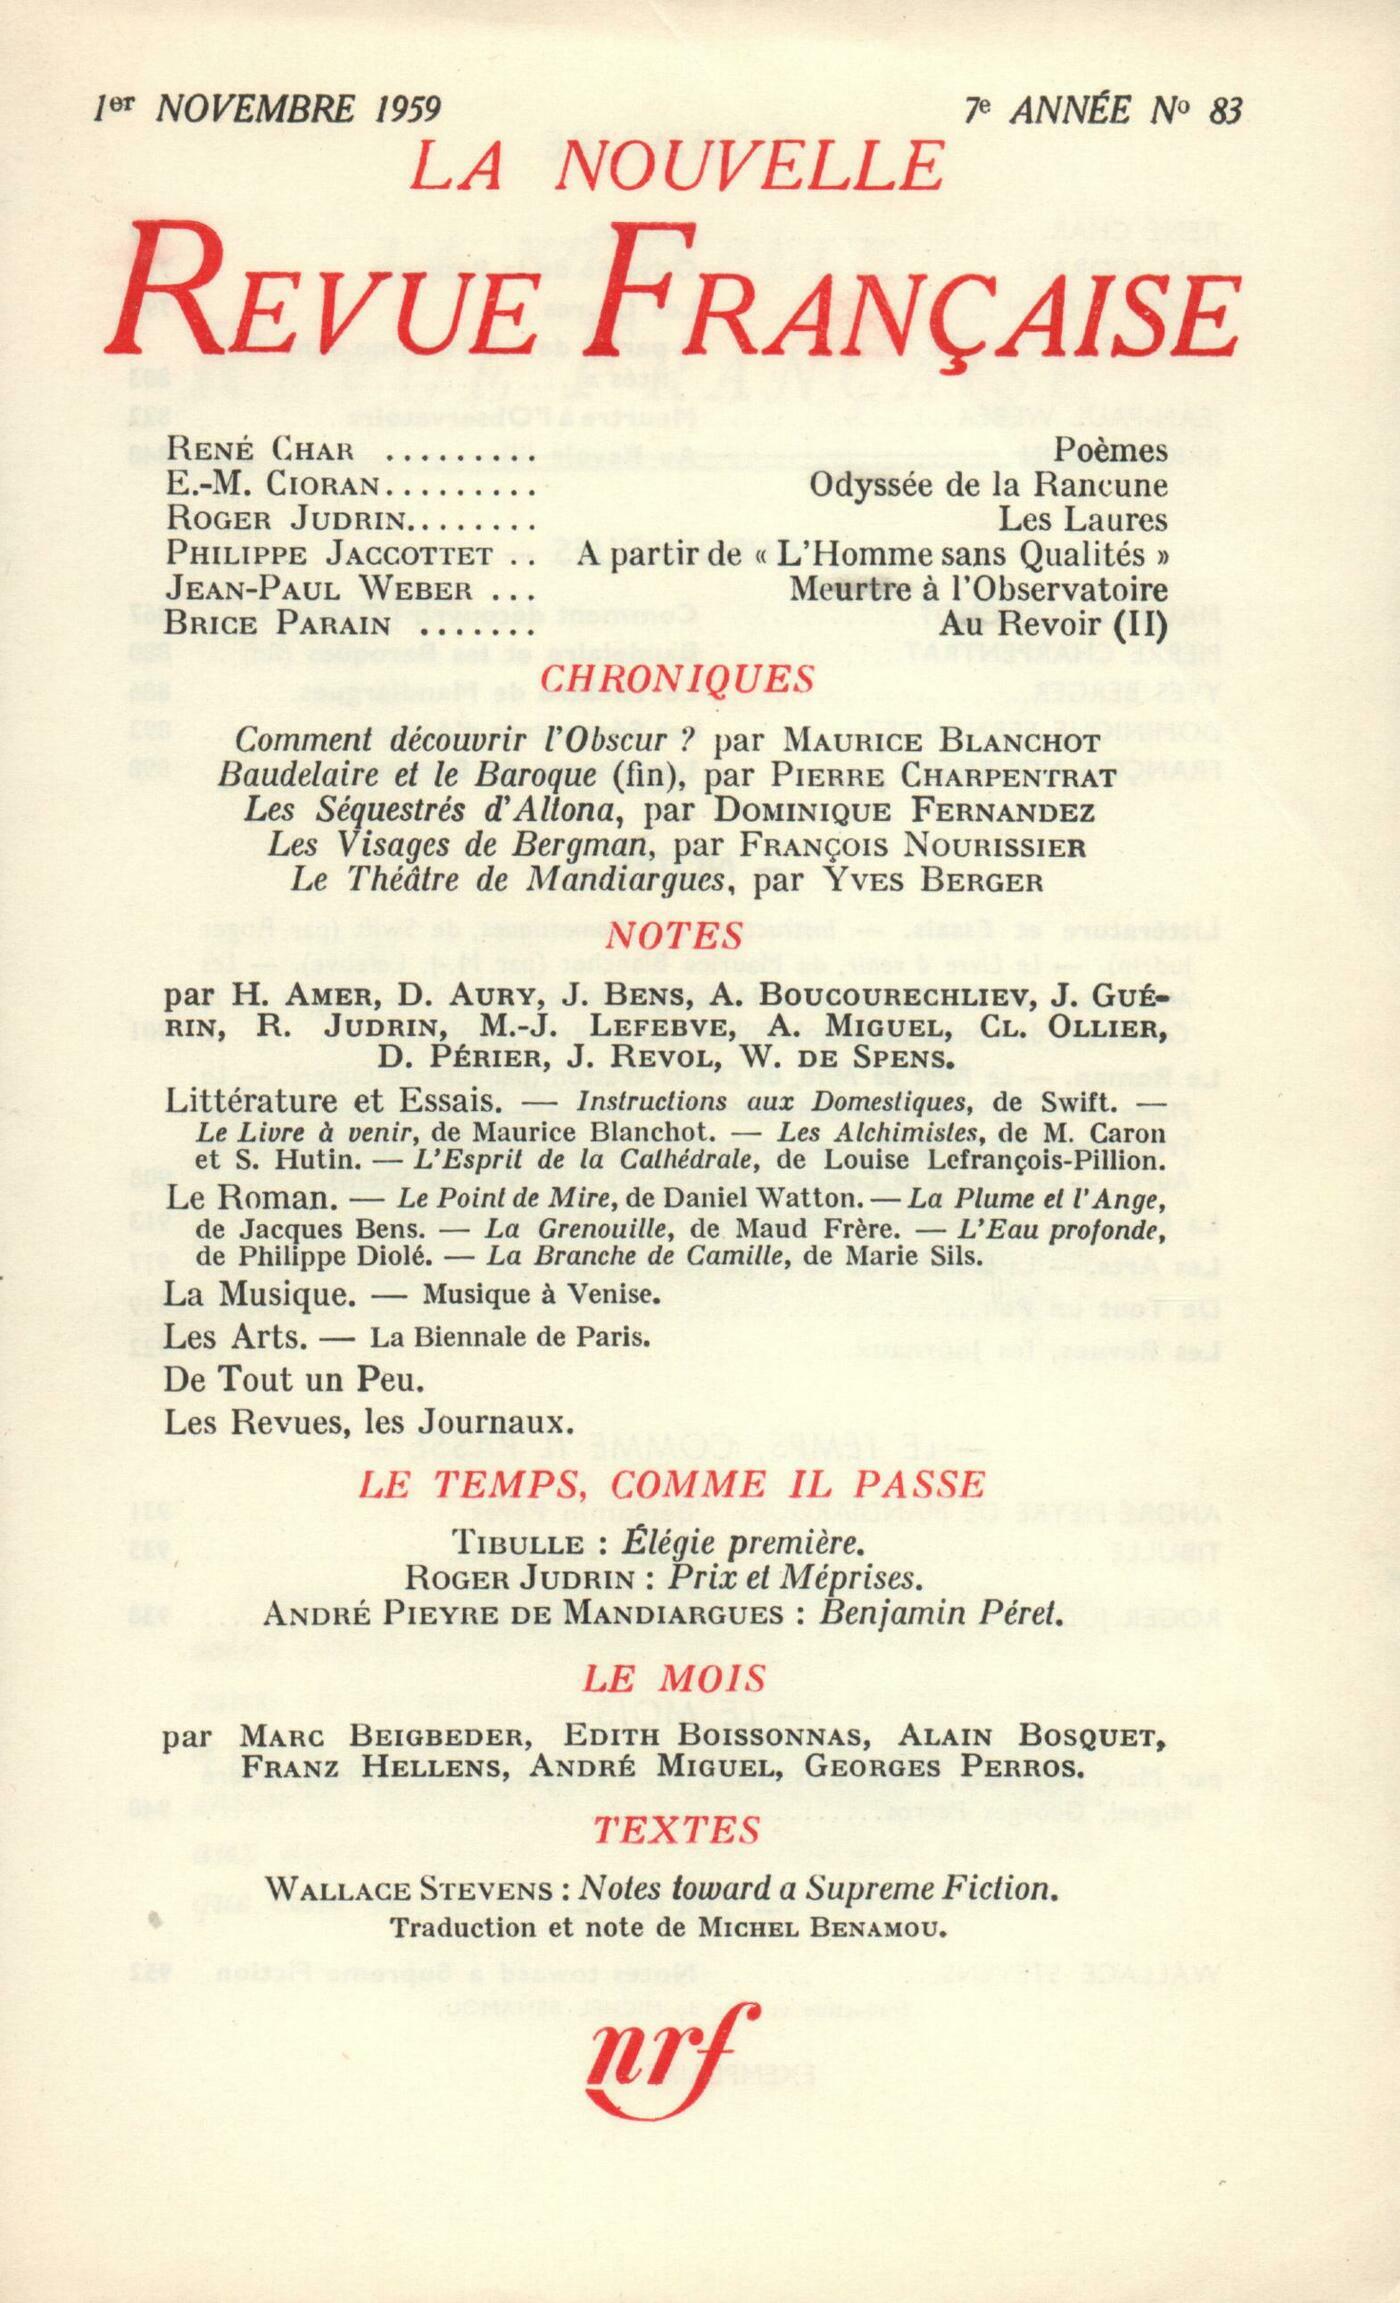 1er NOVEMBRE 1959 7e ANNÉE No 83
LA NOUVELLE
REVUE FRANÇAISE
RENÉ CHAR ......... Poèmes
E.-M. CIORAN......... Odyssée de la Rancune
ROGER JUDRIN........ Les Laures
PHILIPPE JACCOTTET .. A partir de « L'Homme sans Qualités »
JEAN-PAUL WEBER ... Meurtre à l'Observatoire
BRICE PARAIN ....... Au Revoir (II)
CHRONIQUES
Comment découvrir l'Obscur ? par MAURICE BLANCHOT
Baudelaire et le Baroque (fin), par PIERRE CHARPENTRAT
Les Séquestrés d'Altona, par DOMINIQUE FERNANDEZ
Les Visages de Bergman, par FRANÇOIS NOURISSIER
Le Théâtre de Mandiargues, par YVES BERGER
NOTES
par H. AMER, D. AURY, J. BENS, A. BOUCOURECHLIEV, J. GUÉ-
RIN, R. JUDRIN, M.-J. LEFEBVE, A. MIGUEL, CL. OLLIER,
D. PÉRIER, J. REVOL, W. DE SPENS.
Littérature et Essais. — Instructions aux Domestiques, de Swift. —
Le Livre à venir, de Maurice Blanchot. — Les Alchimistes, de M. Caron
et S. Hutin. — L'Esprit de la Cathédrale, de Louise Lefrançois-Pillion.
Le Roman. — Le Point de Mire, de Daniel Watton. — La Plume et l'Ange,
de Jacques Bens. — La Grenouille, de Maud Frère. — L'Eau profonde,
de Philippe Diolé. — La Branche de Camille, de Marie Sils.
La Musique. — Musique à Venise.
Les Arts. — La Biennale de Paris.
De Tout un Peu.
Les Revues, les Journaux.
LE TEMPS, COMME IL PASSE
TIBULLE : Élégie première.
ROGER JUDRIN : Prix et Méprises.
ANDRÉ PIEYRE DE MANDIARGUES : Benjamin Péret.
LE MOIS
par MARC BEIGBEDER, EDITH BOISSONNAS, ALAIN BOSQUET,
FRANZ HELLENS, ANDRÉ MIGUEL, GEORGES PERROS.
TEXTES
WALLACE STEVENS : Notes toward a Supreme Fiction.
Traduction et note de MICHEL BENAMOU.
nrf